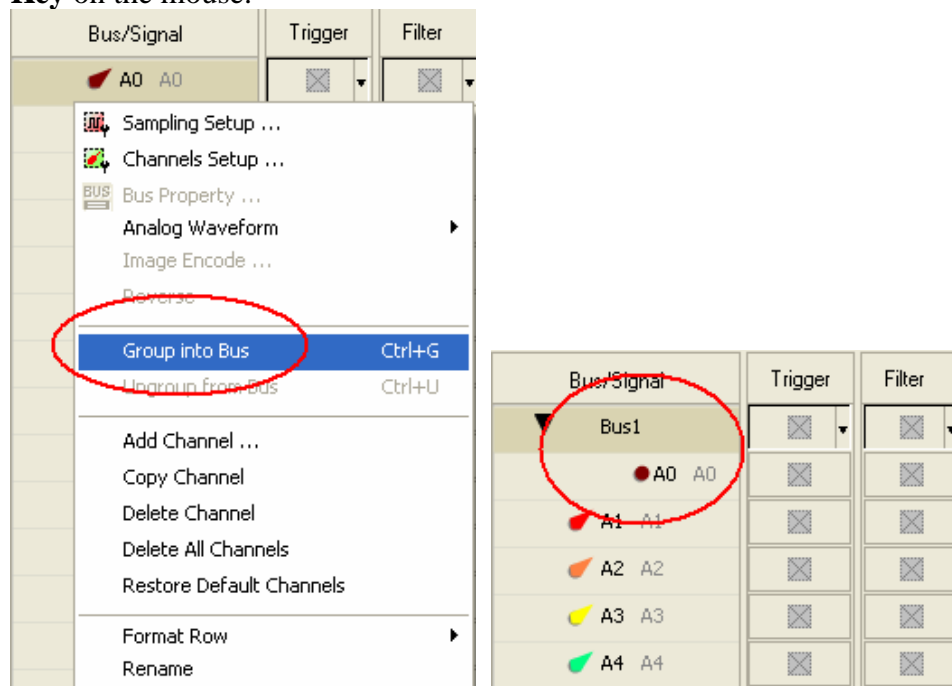 Key on the mouse.
Bus/Signal Trigger Filter
A0 A0
Sampling Setup ...
Channels Setup ...
BUS Bus Property ...
Analog Waveform
Image Encode ...
Reverse
Group into Bus Ctrl+G
Ungroup from Bus Ctrl+U
Add Channel ...
Copy Channel
Delete Channel
Delete All Channels
Restore Default Channels
Format Row
Rename
Bus/Signal Trigger Filter
Bus1
A0 A0
A1 A1
A2 A2
A3 A3
A4 A4